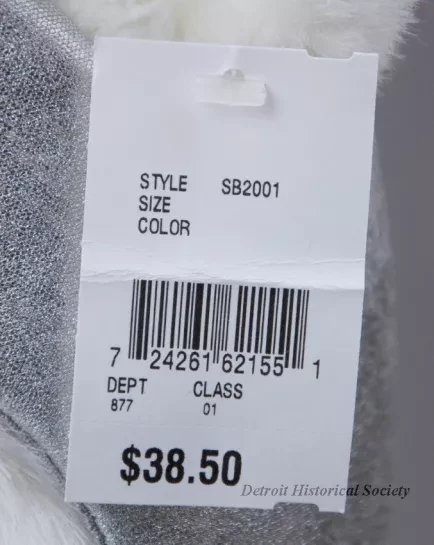 STYLE SB2001
SIZE
COLOR
7 24261 62155 1
DEPT CLASS
877 01
$38.50
Detroit Historical Society